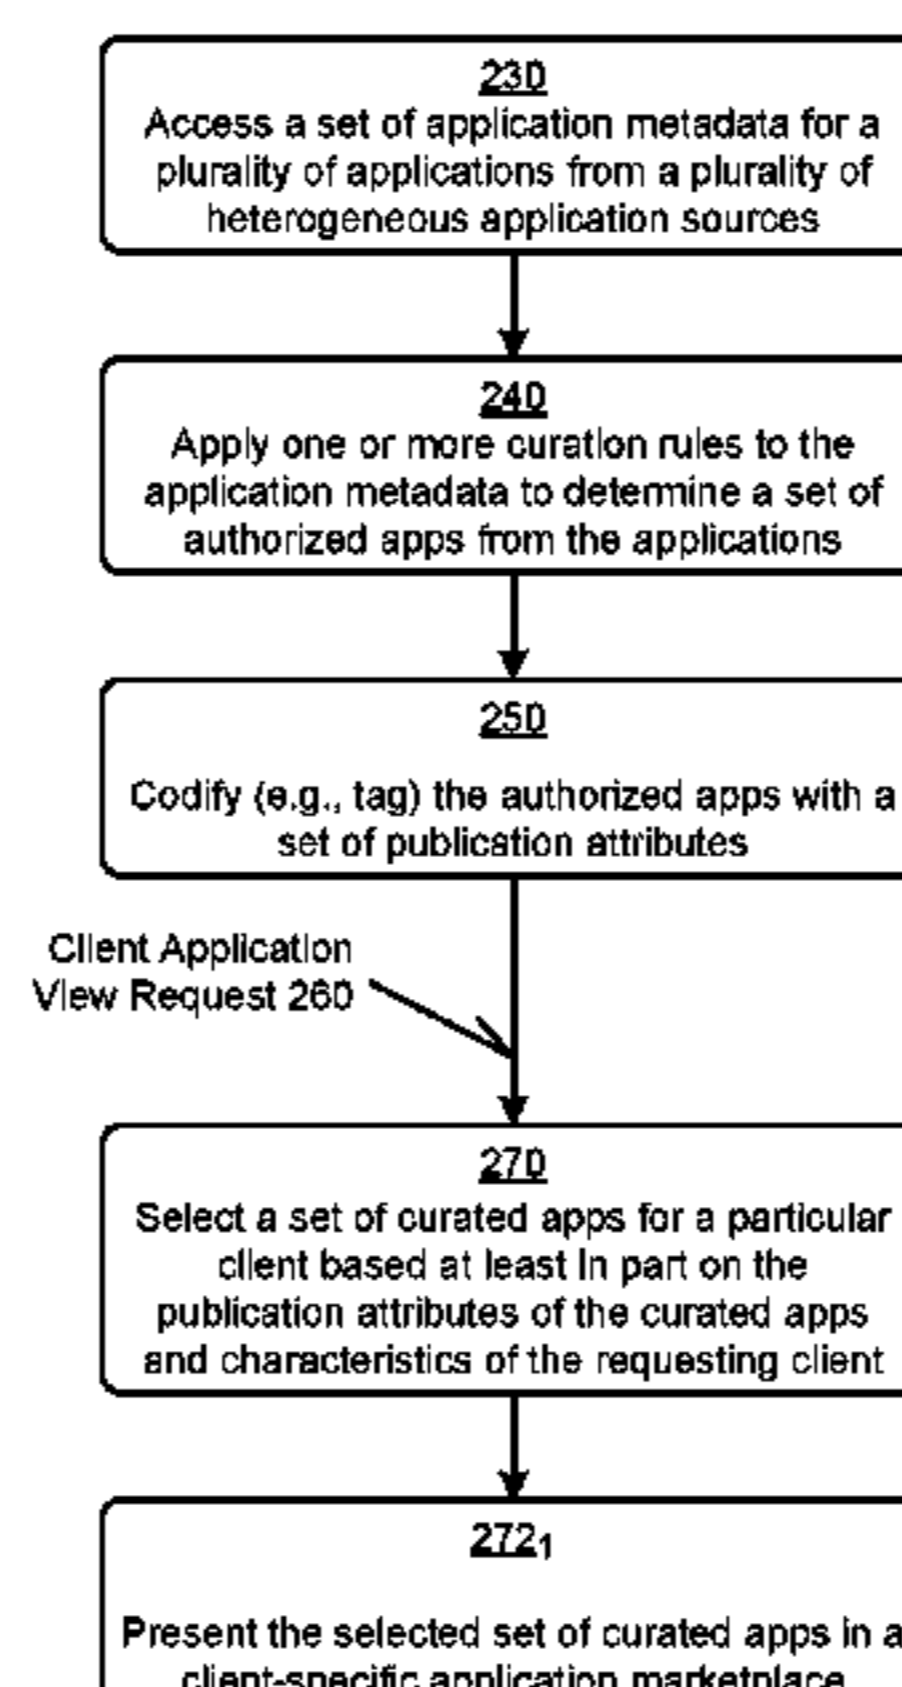 230
Access a set of application metadata for a
plurality of applications from a plurality of
heterogeneous application sources
240
Apply one or more curation rules to the
application metadata to determine a set of
authorized apps from the applications
250
Codify (e.g., tag) the authorized apps with a
set of publication attributes
Client Application
View Request 260
270
Select a set of curated apps for a particular
client based at least in part on the
publication attributes of the curated apps
and characteristics of the requesting client
272₁
Present the selected set of curated apps in a
client-specific application marketplace